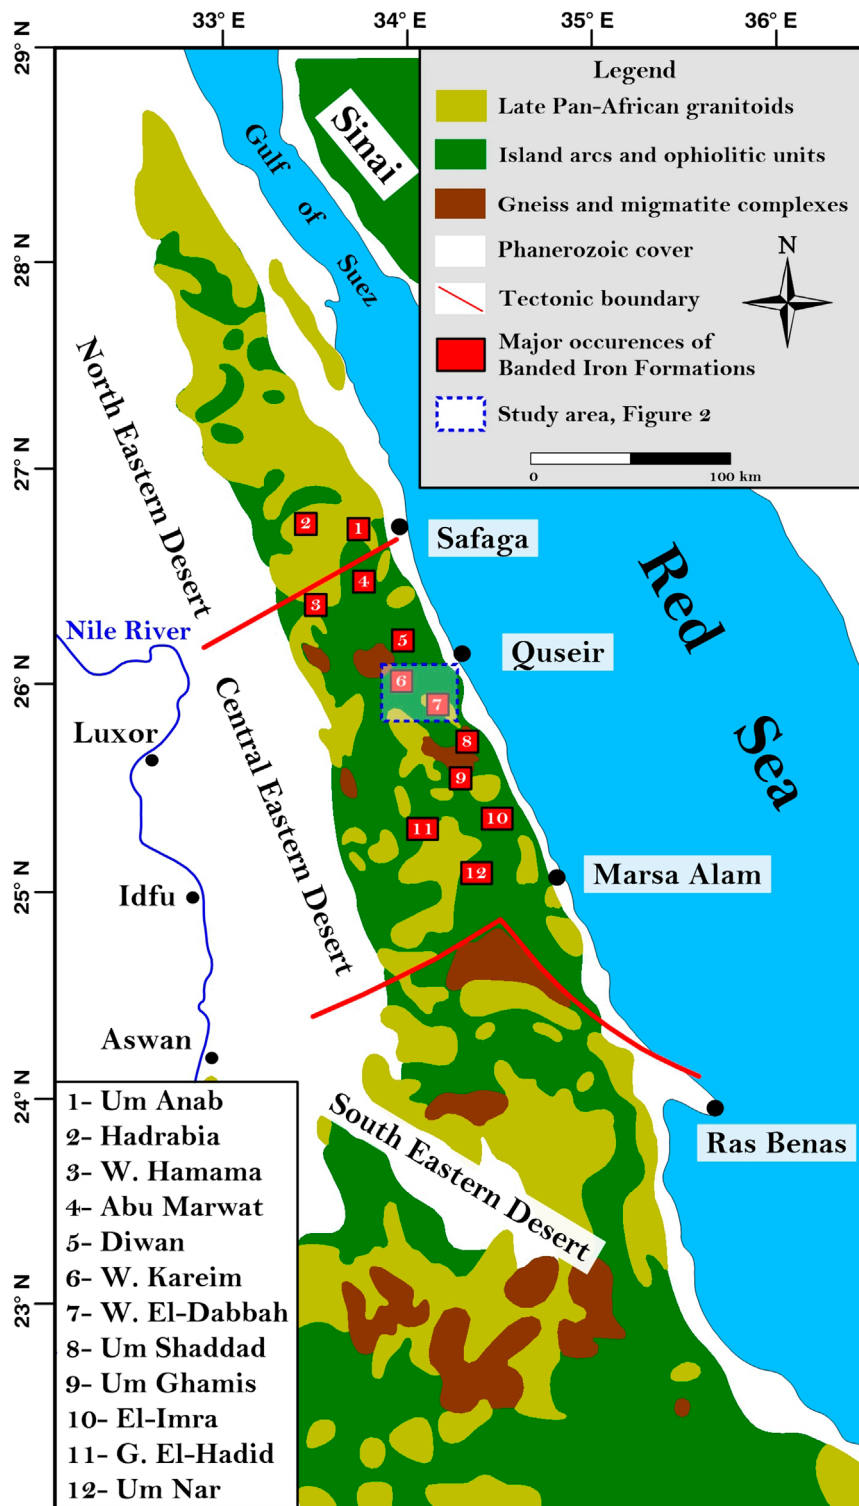 33° E
34° E
35° E
36° E
29° N
28° N
27° N
26° N
25° N
24° N
23° N
Legend
Late Pan-African granitoids
Island arcs and ophiolitic units
Gneiss and migmatite complexes
Phanerozoic cover
Tectonic boundary
Major occurences of
Banded Iron Formations
Study area, Figure 2
N
0
100 km
Sinai
Gulf of Suez
North Eastern Desert
2
1
Safaga
4
3
Nile River
5
Quseir
6
7
Red Sea
Central Eastern Desert
Luxor
8
9
10
11
12
Marsa Alam
Idfu
Aswan
South Eastern Desert
Ras Benas
1- Um Anab
2- Hadrabia
3- W. Hamama
4- Abu Marwat
5- Diwan
6- W. Kareim
7- W. El-Dabbah
8- Um Shaddad
9- Um Ghamis
10- El-Imra
11- G. El-Hadid
12- Um Nar